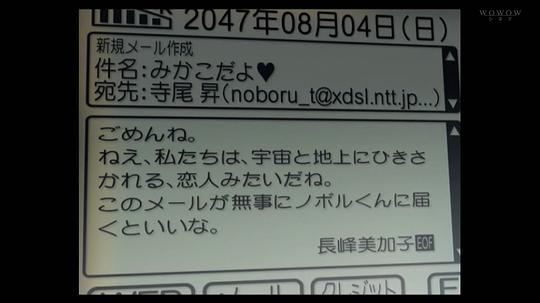 WOWOW
シネマ
2047年08月04日(日)
新規メール作成
件名:みかこだよ♥
宛先:寺尾 昇(noboru_t@xdsl.ntt.jp...)
ごめんね。
ねえ、私たちは、宇宙と地上にひきさ
かれる、恋人みたいだね。
このメールが無事にノボルくんに届
くといいな。
長峰美加子 EOF
メール
クレジット